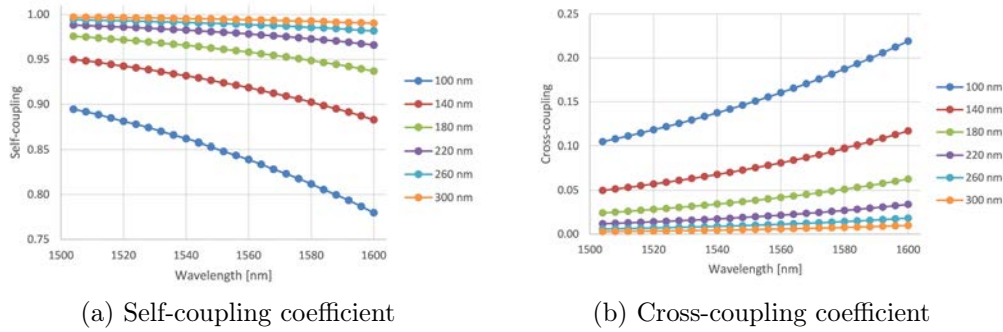 1.00
0.95
0.90
0.85
0.80
0.75
Self-coupling
1500
1520
1540
1560
1580
1600
Wavelength [nm]
100 nm
140 nm
180 nm
220 nm
260 nm
300 nm
(a) Self-coupling coefficient
0.25
0.20
0.15
0.10
0.05
0.00
Cross-coupling
1500
1520
1540
1560
1580
1600
Wavelength [nm]
100 nm
140 nm
180 nm
220 nm
260 nm
300 nm
(b) Cross-coupling coefficient